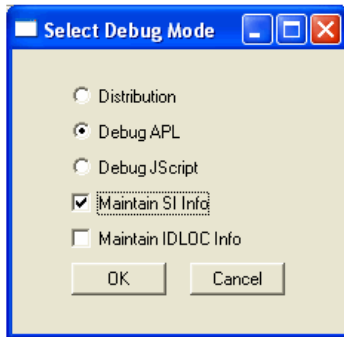 Select Debug Mode
Distribution
Debug APL
Debug JScript
Maintain SI Info
Maintain IDLOC Info
OK Cancel